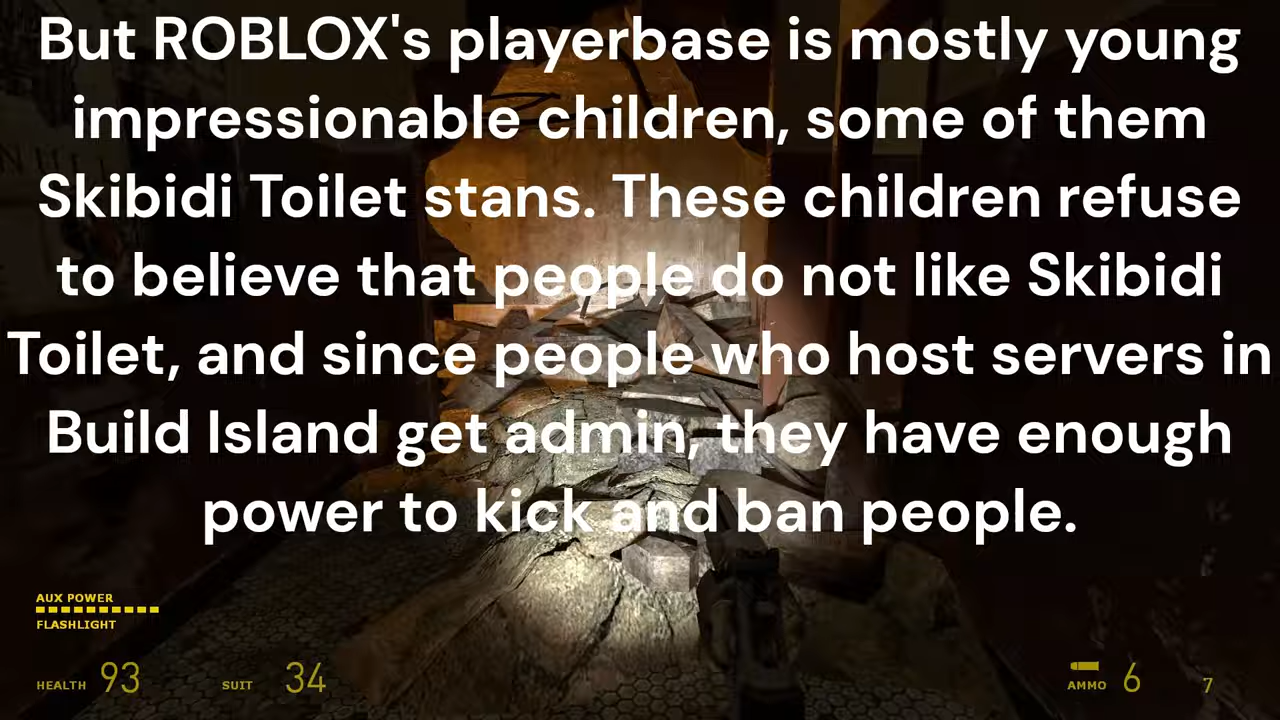 But ROBLOX's playerbase is mostly young
impressionable children, some of them
Skibidi Toilet stans. These children refuse
to believe that people do not like Skibidi
Toilet, and since people who host servers in
Build Island get admin, they have enough
power to kick and ban people.
AUX POWER
FLASHLIGHT
HEALTH 93 SUIT 34 AMMO 6 7